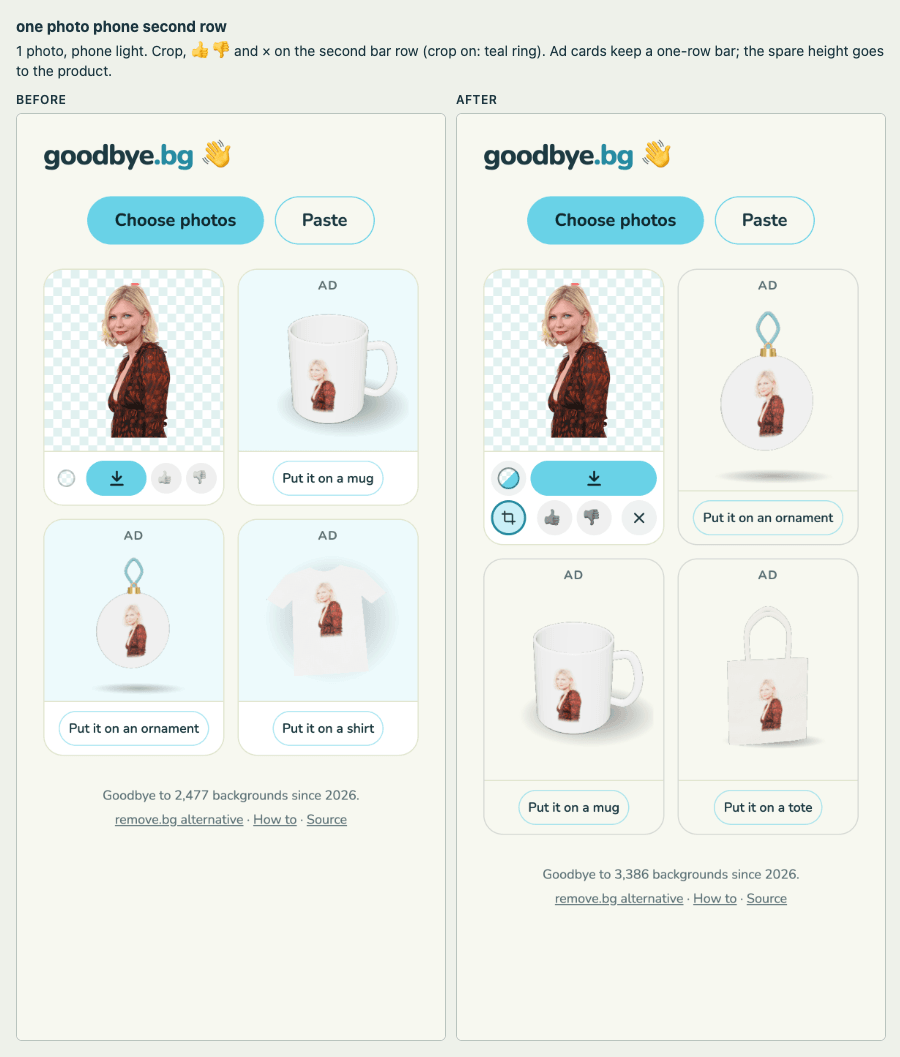 one photo phone second row
1 photo, phone light. Crop, 👍👎 and × on the second bar row (crop on: teal ring). Ad cards keep a one-row bar; the spare height goes
to the product.
BEFORE
goodbye.bg 👋
Choose photos
Paste
AD
Put it on a mug
AD
Put it on an ornament
AD
Put it on a shirt
Goodbye to 2,477 backgrounds since 2026.
remove.bg alternative · How to · Source
AFTER
goodbye.bg 👋
Choose photos
Paste
AD
Put it on an ornament
AD
Put it on a mug
AD
Put it on a tote
Goodbye to 3,386 backgrounds since 2026.
remove.bg alternative · How to · Source